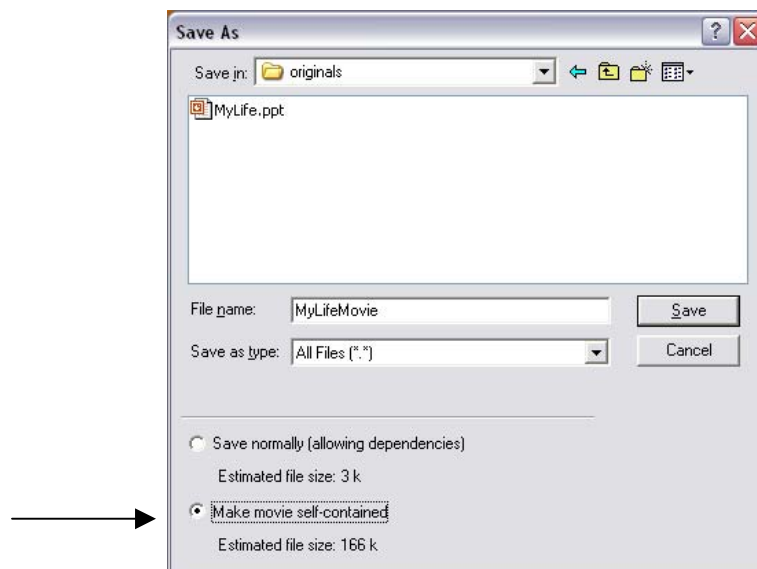 Save As
Save in: originals
MyLife.ppt
File name: MyLifeMovie Save
Save as type: All Files (*.*) Cancel
Save normally (allowing dependencies)
Estimated file size: 3 k
Make movie self-contained
Estimated file size: 166 k